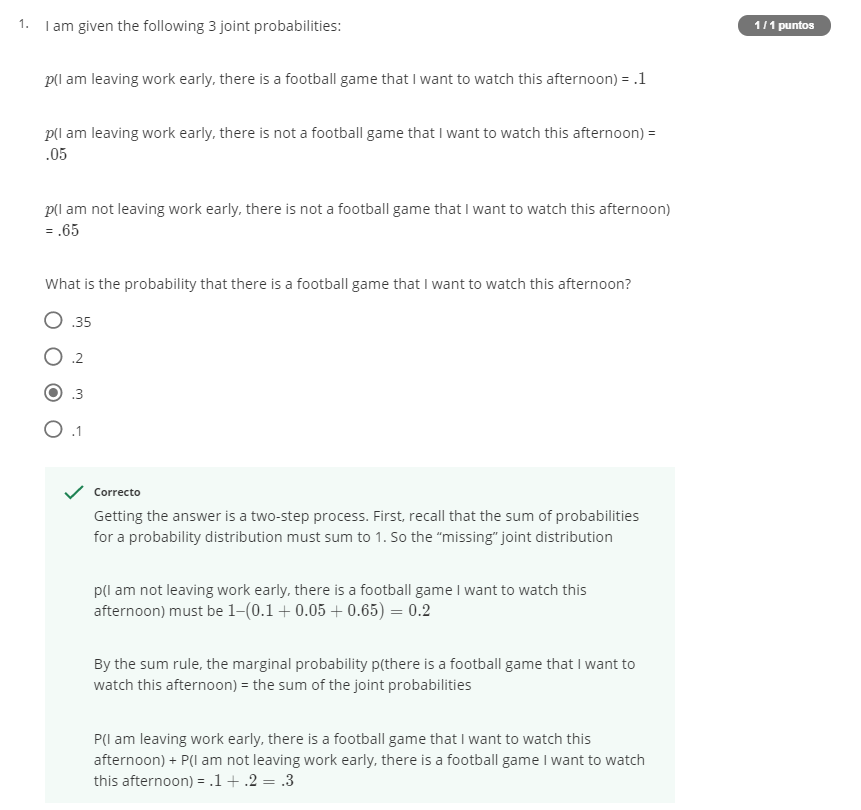 1. I am given the following 3 joint probabilities:
1 / 1 puntos
p(I am leaving work early, there is a football game that I want to watch this afternoon) = .1
p(I am leaving work early, there is not a football game that I want to watch this afternoon) =
.05
p(I am not leaving work early, there is not a football game that I want to watch this afternoon)
= .65
What is the probability that there is a football game that I want to watch this afternoon?
.35
.2
.3
.1
Correcto
Getting the answer is a two-step process. First, recall that the sum of probabilities
for a probability distribution must sum to 1. So the “missing” joint distribution
p(I am not leaving work early, there is a football game I want to watch this
afternoon) must be 1–(0.1 + 0.05 + 0.65) = 0.2
By the sum rule, the marginal probability p(there is a football game that I want to
watch this afternoon) = the sum of the joint probabilities
P(I am leaving work early, there is a football game that I want to watch this
afternoon) + P(I am not leaving work early, there is a football game I want to watch
this afternoon) = .1 + .2 = .3